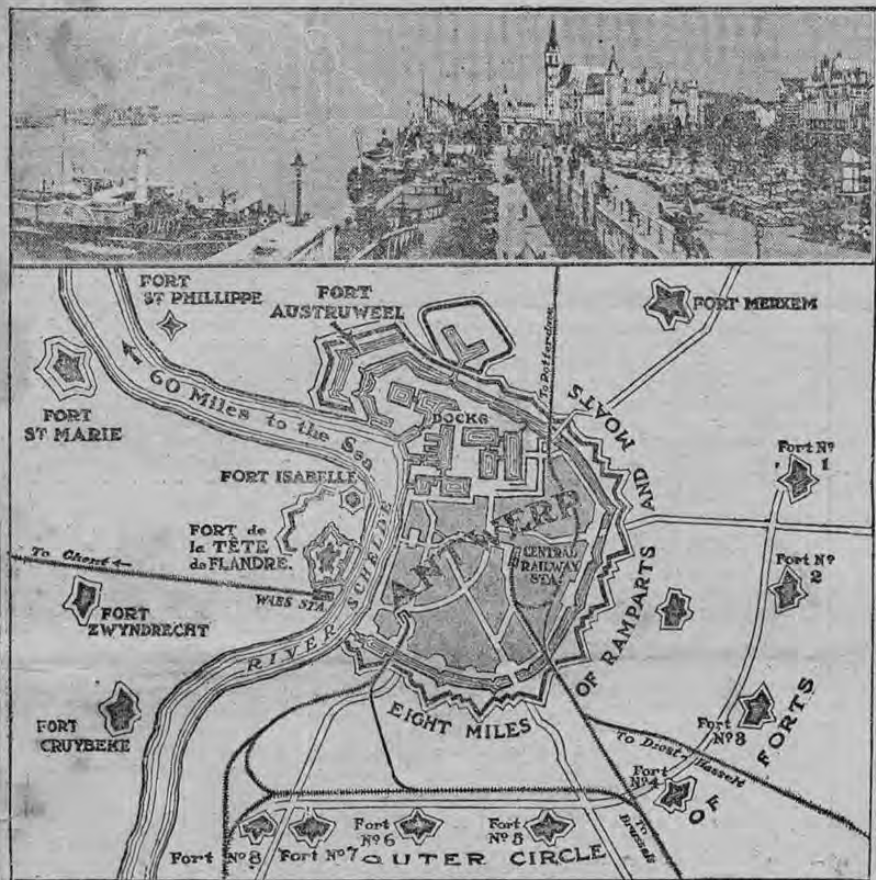 FORT
ST PHILLIPPE
FORT
AUSTRUWEEL
FORT MERXEM
To Rotterdam
60 Miles to the Sea
FORT
ST MARIE
DOCKS
FORT ISABELLE
FORT de
la TÊTE
de FLANDRE.
To Ghent
WAES STA.
FORT
ZWYNDRECHT
FORT
CRUYBEKE
RIVER SCHELDE
ANTWERP
CENTRAL
RAILWAY
STA.
EIGHT MILES OF RAMPARTS AND MOATS
Fort No
1
Fort No
2
Fort
No 3
Fort
No 4
To Diest - Hasselt
To
Brussels
Fort
No 5
Fort
No 6
Fort No 7
Fort No 8
OUTER CIRCLE OF FORTS